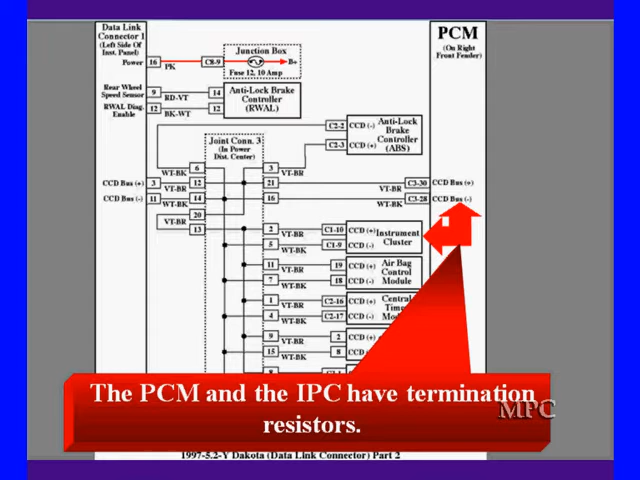 Data Link
Connector 1
(Left Side Of
Inst. Panel)
Power 16 PK C8-9 B+
Junction Box
Fuse 12, 10 Amp
PCM
(On Right
Front Fender)
Rear Wheel
Speed Sensor 9 RD-VT 14
RWAL Diag.
Enable 12 BK-WT 12
Anti-Lock Brake
Controller
(RWAL)
C2-2 CCD (-)
C2-3 CCD (+)
Anti-Lock
Brake
Controller
(ABS)
Joint Conn. 3
(In Power
Dist. Center)
WT-BK 6 3 VT-BR
CCD Bus (+) 3 VT-BR 12 21 VT-BR C3-30 CCD Bus (+)
CCD Bus (-) 11 WT-BK 14 16 WT-BK C3-28 CCD Bus (-)
20
VT-BR 13
2 VT-BR C1-10 CCD (+)
5 WT-BK C1-9 CCD (-)
Instrument
Cluster
11 VT-BR 19 CCD (+)
7 WT-BK 18 CCD (-)
Air Bag
Control
Module
1 VT-BR C2-16 CCD (+)
4 WT-BK C2-17 CCD (-)
Central
9 VT-BR 2 CCD
15 WT-BK 8
The PCM and the IPC have termination
resistors.
MPC
1997-5.2-Y Dakota (Data Link Connector) Part 2